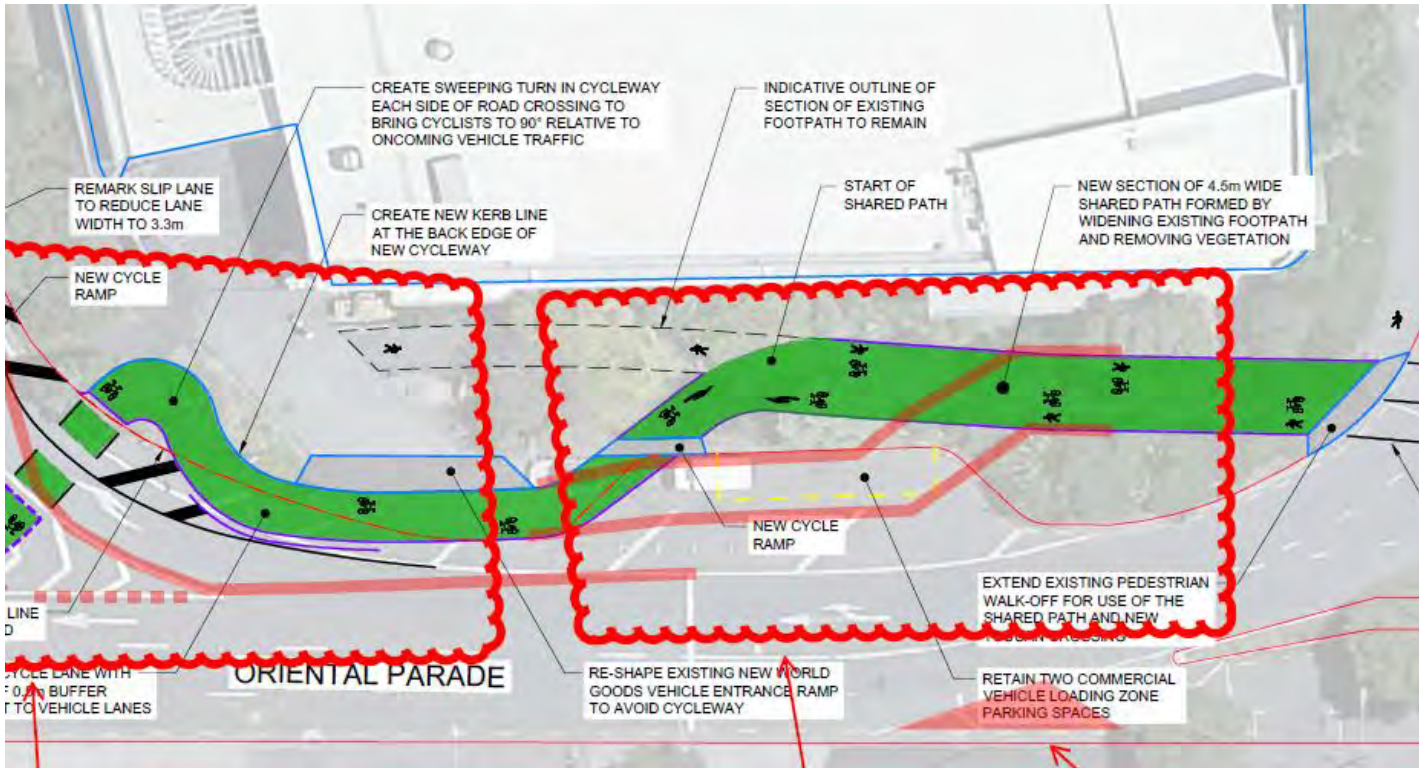 CREATE SWEEPING TURN IN CYCLEWAY
EACH SIDE OF ROAD CROSSING TO
BRING CYCLISTS TO 90° RELATIVE TO
ONCOMING VEHICLE TRAFFIC
INDICATIVE OUTLINE OF
SECTION OF EXISTING
FOOTPATH TO REMAIN
REMARK SLIP LANE
TO REDUCE LANE
WIDTH TO 3.3m
CREATE NEW KERB LINE
AT THE BACK EDGE OF
NEW CYCLEWAY
START OF
SHARED PATH
NEW SECTION OF 4.5m WIDE
SHARED PATH FORMED BY
WIDENING EXISTING FOOTPATH
AND REMOVING VEGETATION
NEW CYCLE
RAMP
NEW CYCLE
RAMP
EXTEND EXISTING PEDESTRIAN
WALK-OFF FOR USE OF THE
SHARED PATH AND NEW
CROSSING
LINE
CYCLE LANE WITH
BUFFER
TO VEHICLE LANES
ORIENTAL PARADE
RE-SHAPE EXISTING NEW WORLD
GOODS VEHICLE ENTRANCE RAMP
TO AVOID CYCLEWAY
RETAIN TWO COMMERCIAL
VEHICLE LOADING ZONE
PARKING SPACES